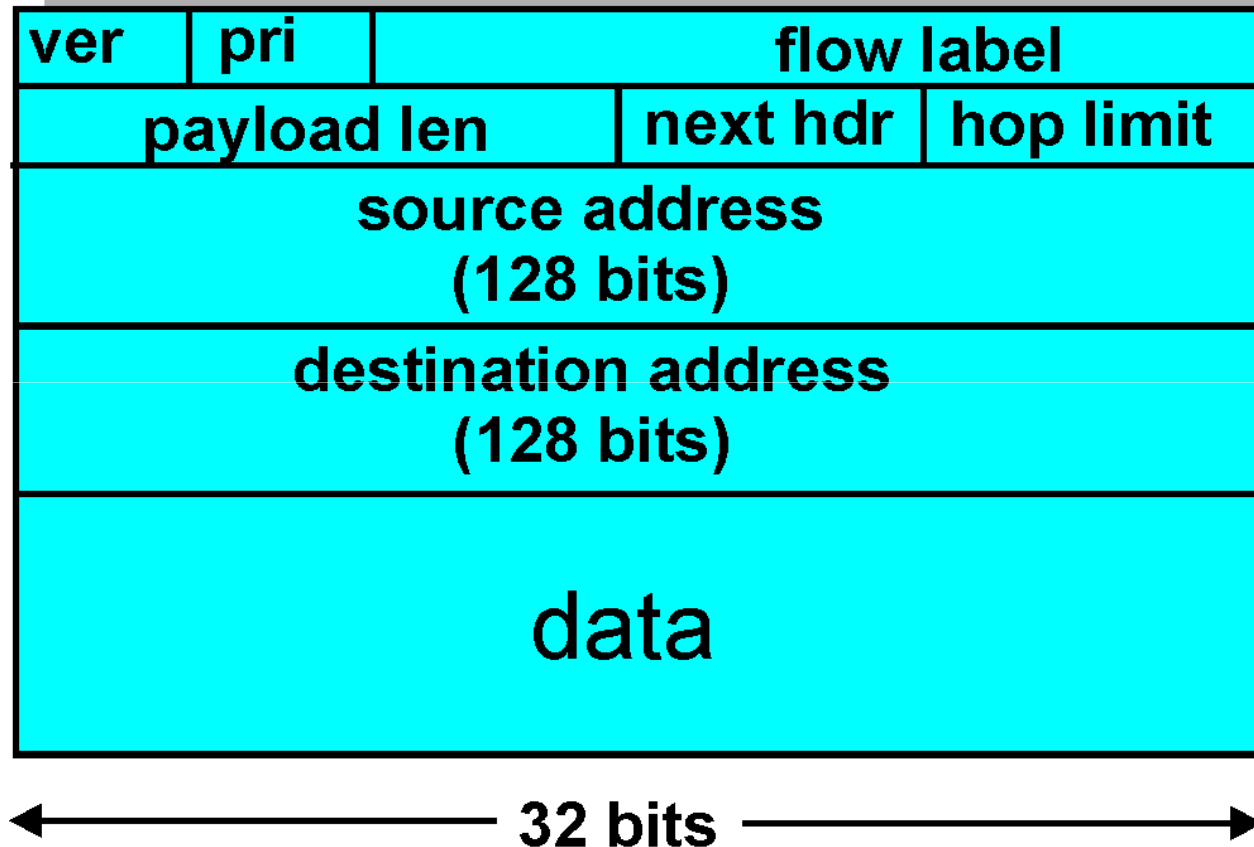 ver pri flow label
payload len next hdr hop limit
source address
(128 bits)
destination address
(128 bits)
data
32 bits